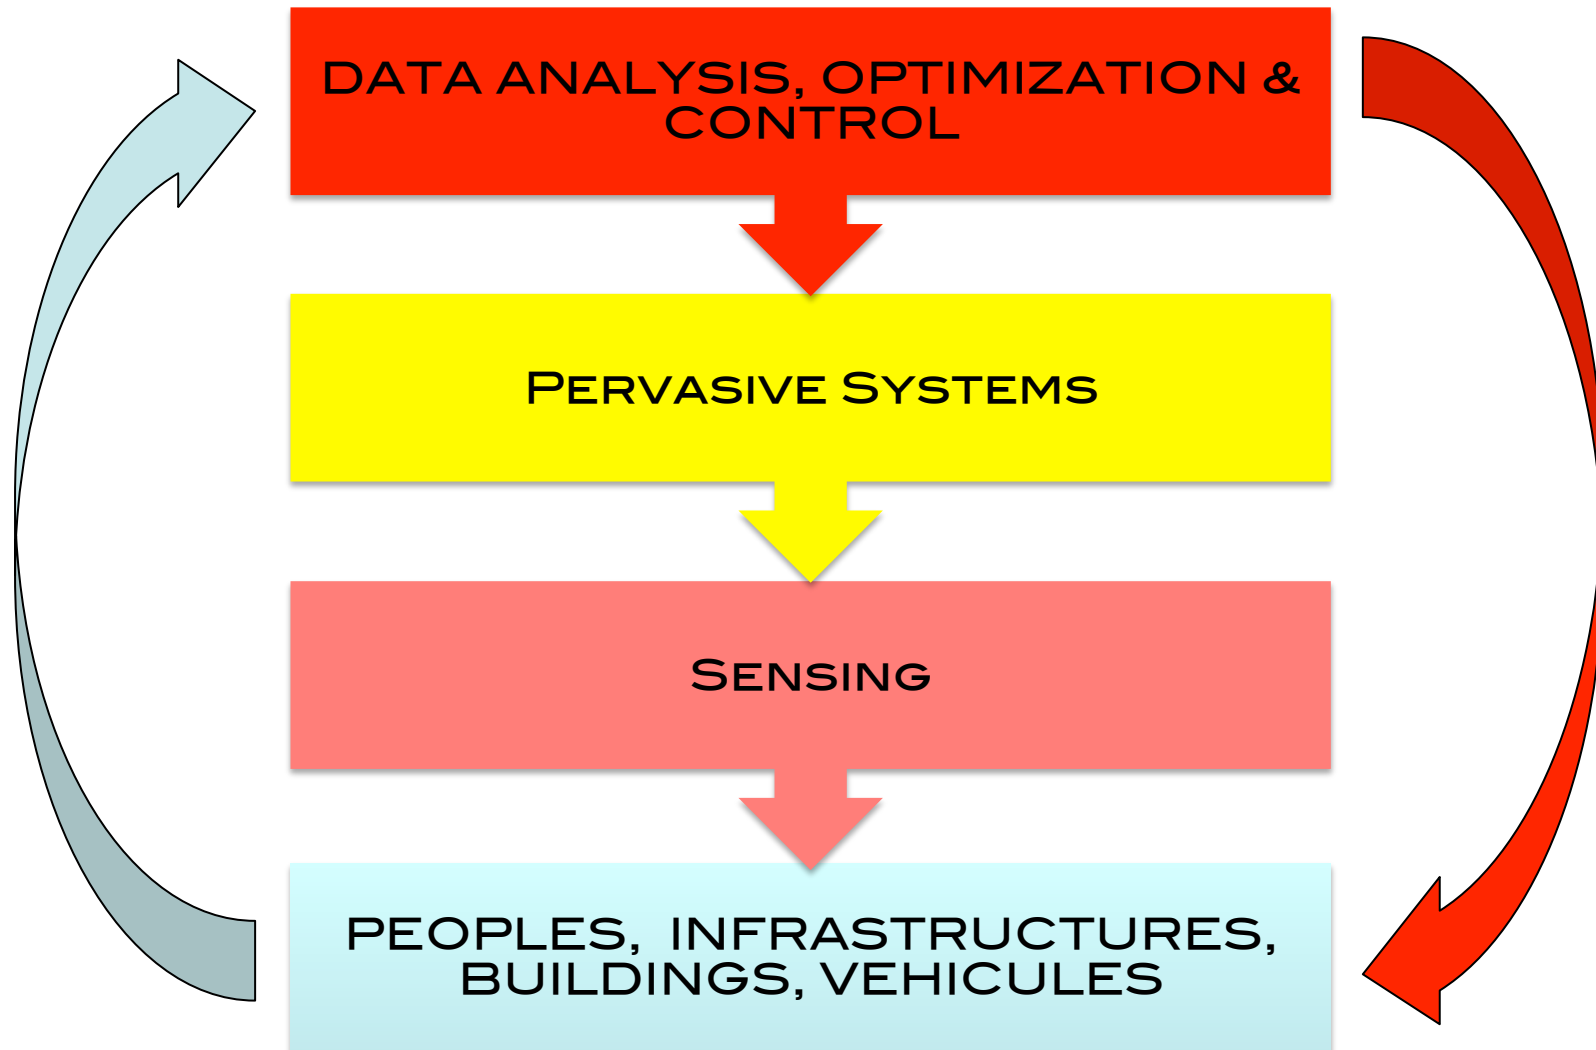 DATA ANALYSIS, OPTIMIZATION &
CONTROL
PERVASIVE SYSTEMS
SENSING
PEOPLES, INFRASTRUCTURES,
BUILDINGS, VEHICULES